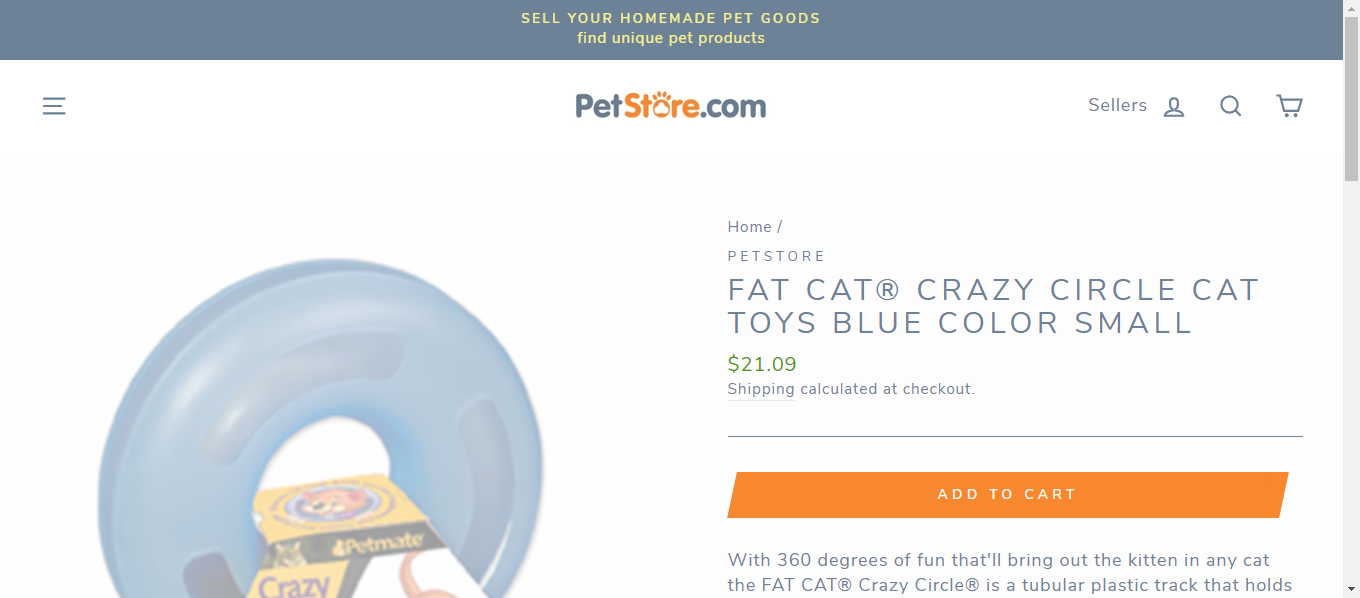 SELL YOUR HOMEMADE PET GOODS
find unique pet products
PetStore.com
Sellers
Home /
PETSTORE
FAT CAT® CRAZY CIRCLE CAT
TOYS BLUE COLOR SMALL
$21.09
Shipping calculated at checkout.
ADD TO CART
With 360 degrees of fun that'll bring out the kitten in any cat
the FAT CAT® Crazy Circle® is a tubular plastic track that holds
Petmate
Crazy